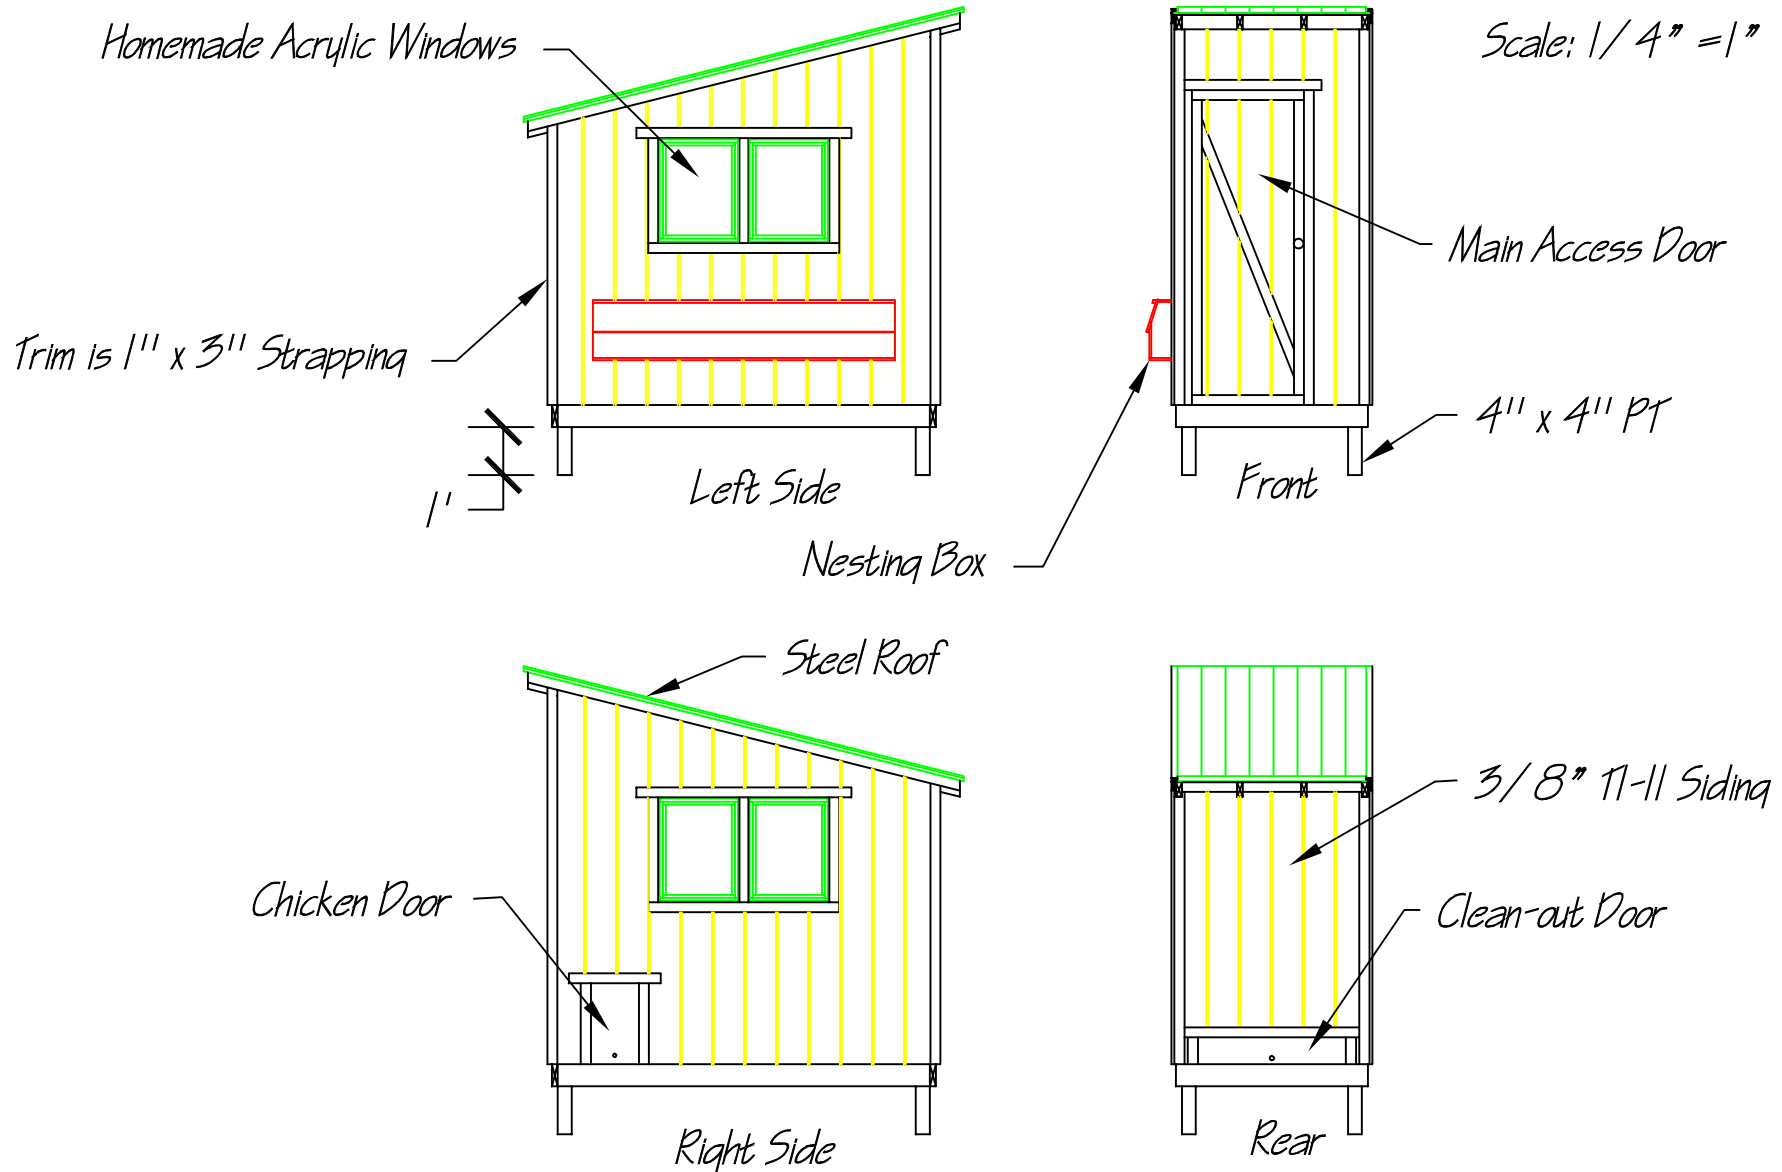 Homemade Acrylic Windows
Scale: 1/4" =1"
Main Access Door
Trim is 1'' x 3'' Strapping
4'' x 4'' PT
Left Side
Front
1'
Nesting Box
Steel Roof
3/8" T1-11 Siding
Chicken Door
Clean-out Door
Right Side
Rear